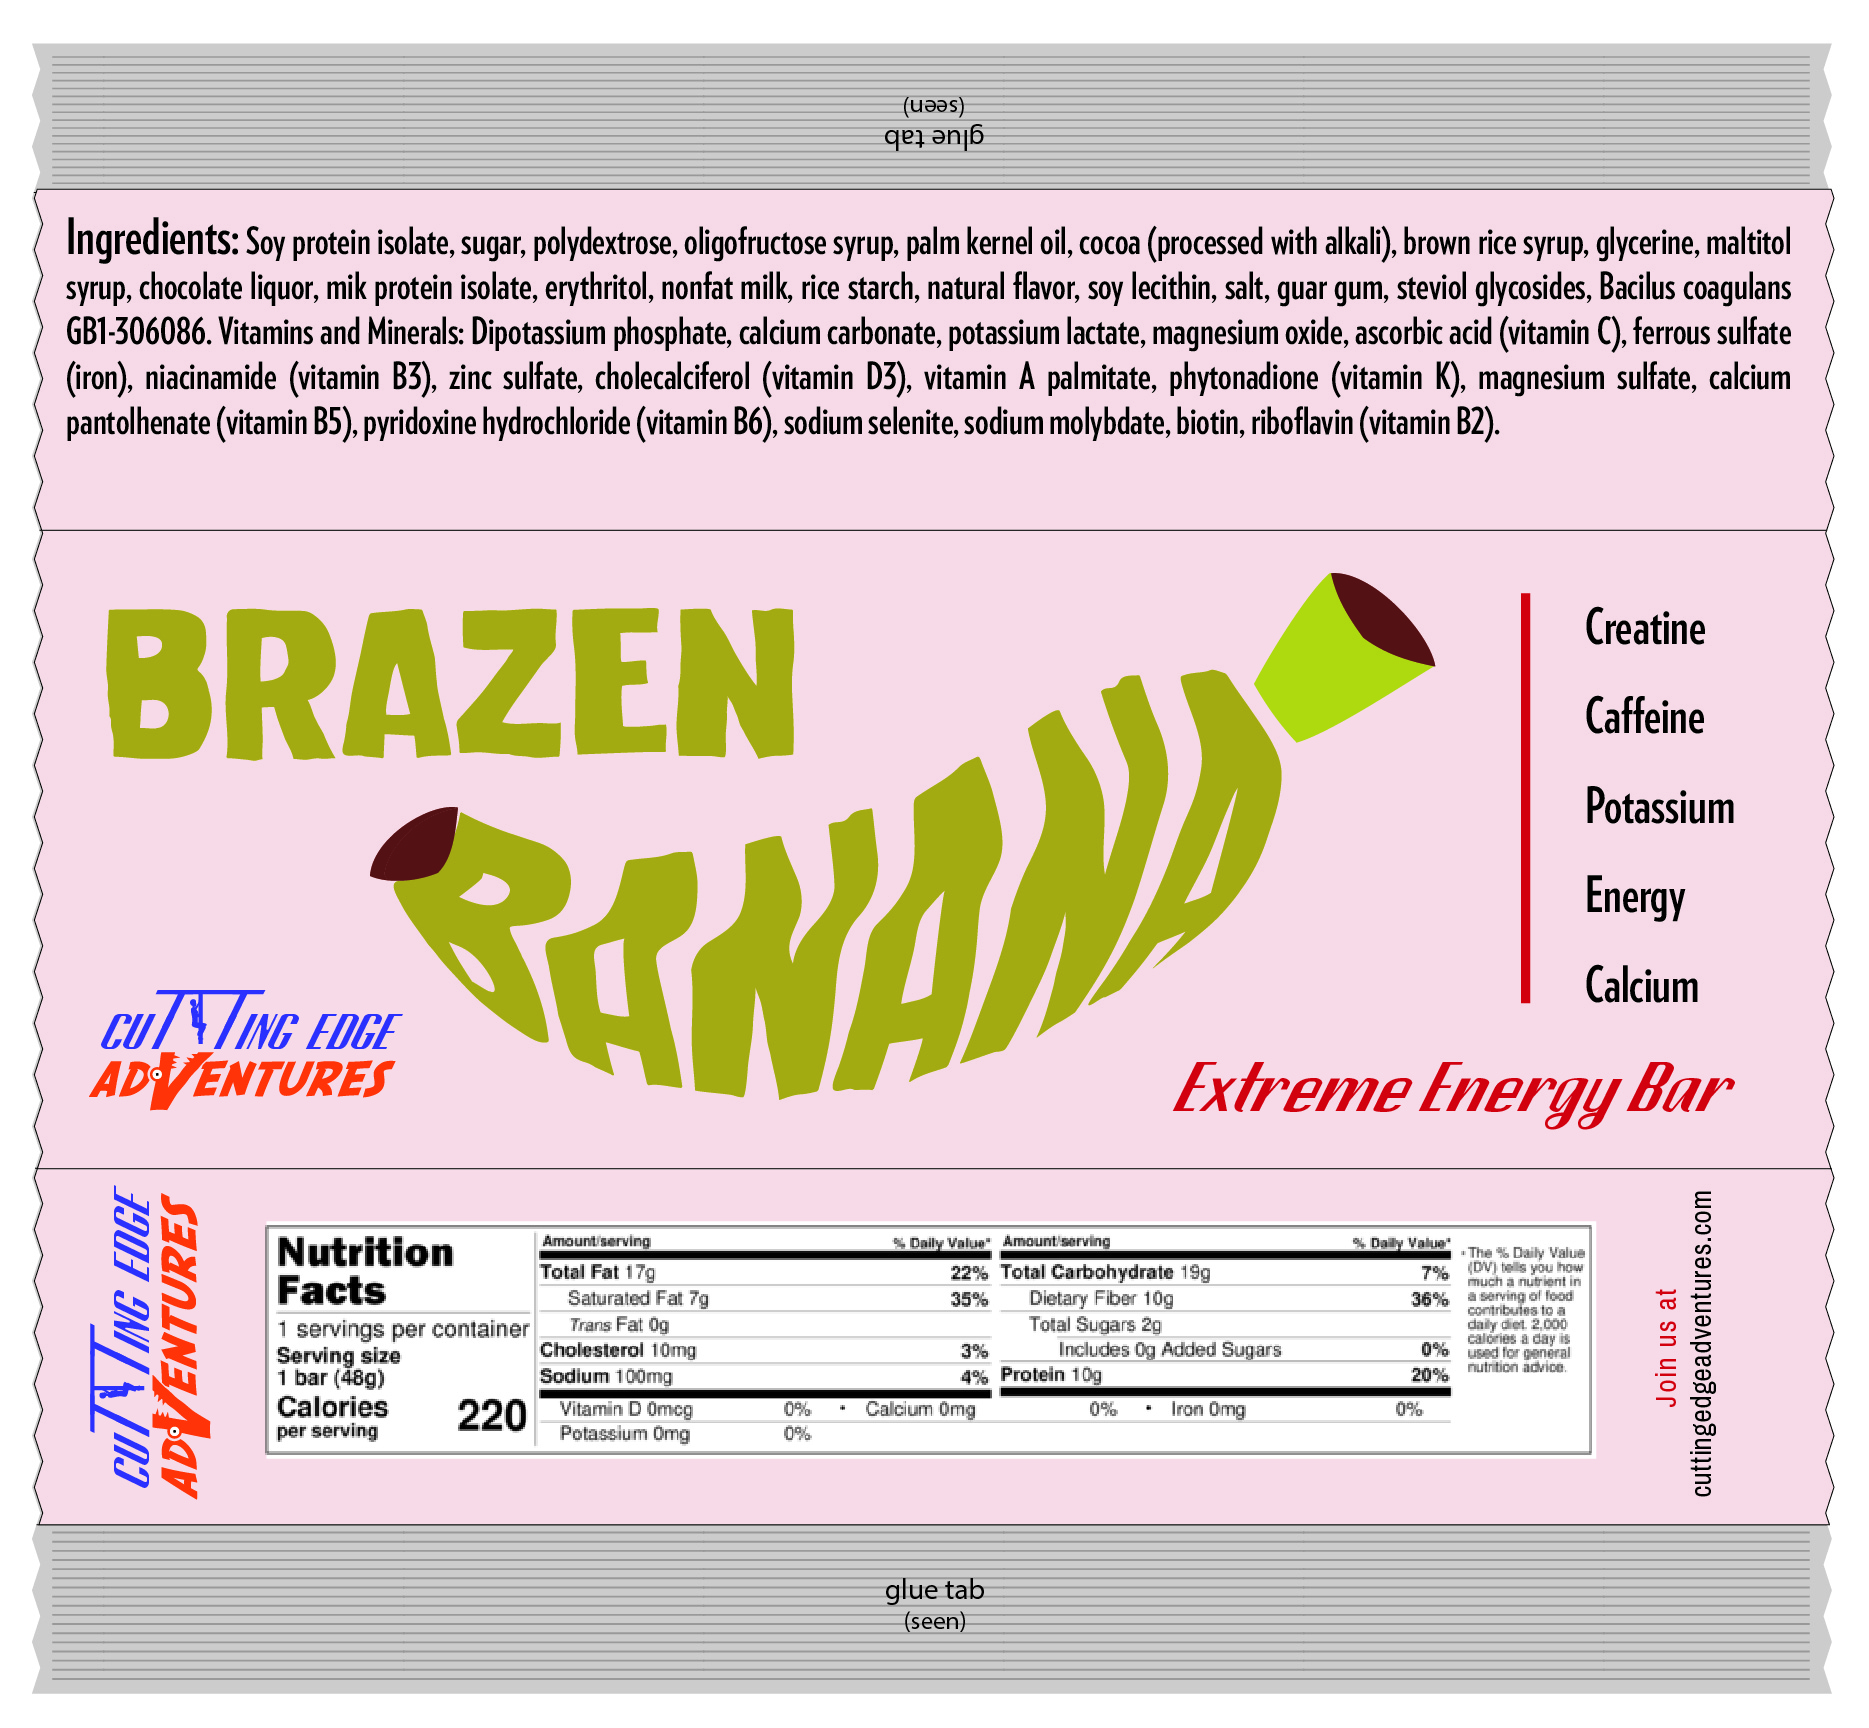 (seen)
glue tab
Ingredients: Soy protein isolate, sugar, polydextrose, oligofructose syrup, palm kernel oil, cocoa (processed with alkali), brown rice syrup, glycerine, maltitol
syrup, chocolate liquor, mik protein isolate, erythritol, nonfat milk, rice starch, natural flavor, soy lecithin, salt, guar gum, steviol glycosides, Bacilus coagulans
GB1-306086. Vitamins and Minerals: Dipotassium phosphate, calcium carbonate, potassium lactate, magnesium oxide, ascorbic acid (vitamin C), ferrous sulfate
(iron), niacinamide (vitamin B3), zinc sulfate, cholecalciferol (vitamin D3), vitamin A palmitate, phytonadione (vitamin K), magnesium sulfate, calcium
pantolhenate (vitamin B5), pyridoxine hydrochloride (vitamin B6), sodium selenite, sodium molybdate, biotin, riboflavin (vitamin B2).
BRAZEN
BANANA
Creatine
Caffeine
Potassium
Energy
Calcium
CUTTING EDGE
ADVENTURES
Extreme Energy Bar
CUTTING EDGE
ADVENTURES
Nutrition
Facts
1 servings per container
Serving size
1 bar (48g)
Calories
per serving
220
Amount/serving % Daily Value*
Total Fat 17g 22%
Saturated Fat 7g 35%
Trans Fat 0g
Cholesterol 10mg 3%
Sodium 100mg 4%
Amount/serving % Daily Value*
Total Carbohydrate 19g 7%
Dietary Fiber 10g 36%
Total Sugars 2g
Includes 0g Added Sugars 0%
Protein 10g 20%
Vitamin D 0mcg 0% • Calcium 0mg 0% • Iron 0mg 0%
Potassium 0mg 0%
* The % Daily Value
(DV) tells you how
much a nutrient in
a serving of food
contributes to a
daily diet. 2,000
calories a day is
used for general
nutrition advice.
Join us at
cuttingedgeadventures.com
glue tab
(seen)